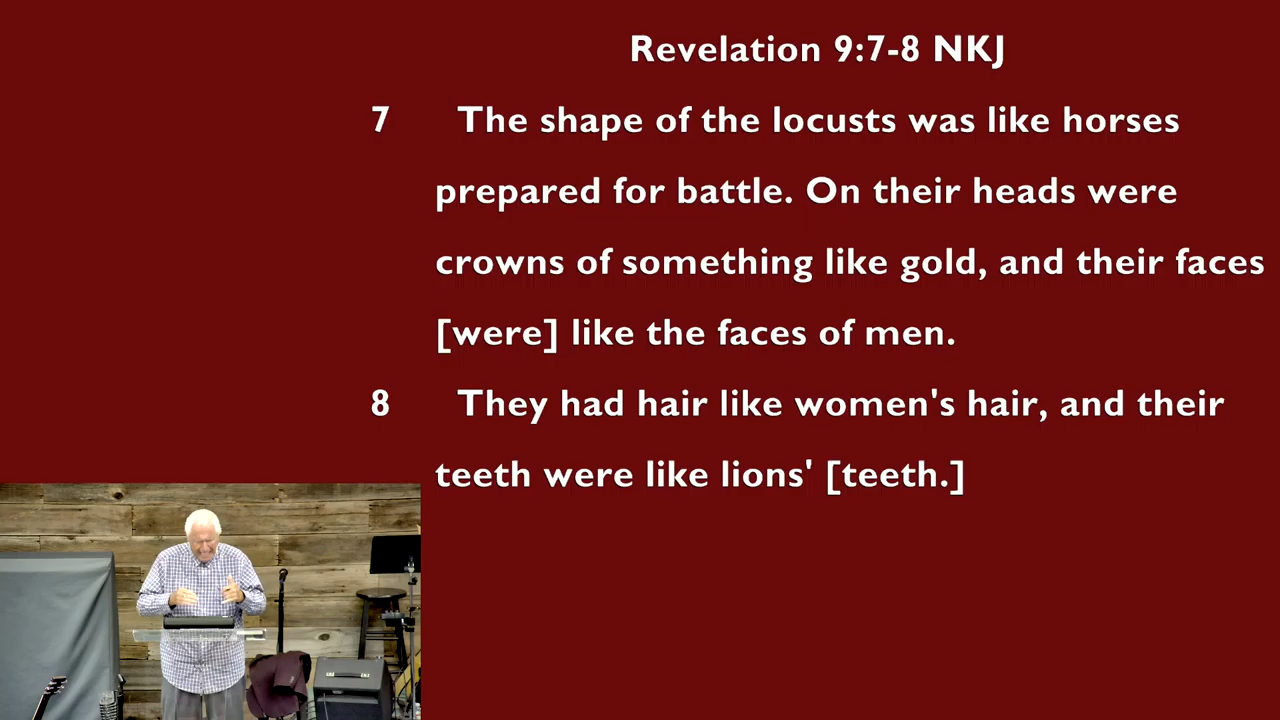 Revelation 9:7-8 NKJ
7 The shape of the locusts was like horses
prepared for battle. On their heads were
crowns of something like gold, and their faces
[were] like the faces of men.
8 They had hair like women's hair, and their
teeth were like lions' [teeth.]